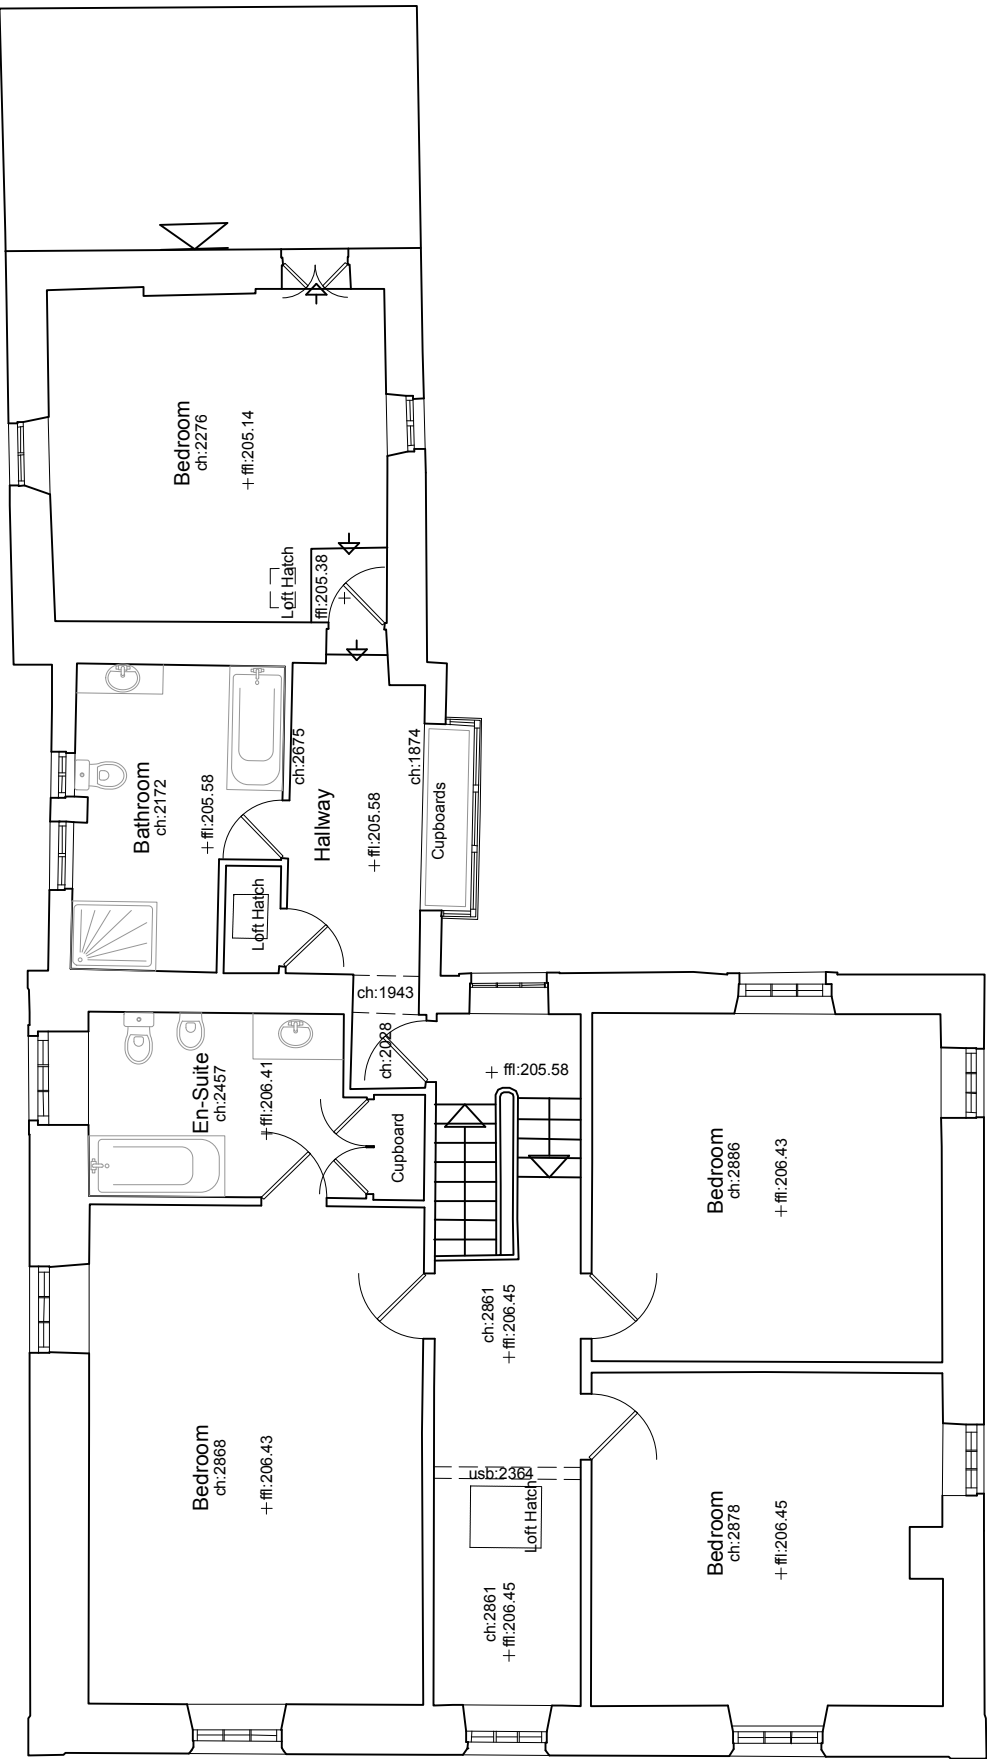 Bedroom
ch:2276
ffl:205.14
Loft Hatch
ffl:205.38
Bathroom
ch:2172
ffl:205.58
ch:2675
Hallway
ffl:205.58
ch:1874
Cupboards
Loft Hatch
ch:1943
ch:2028
En-Suite
ch:2457
ffl:206.41
Cupboard
ffl:205.58
Bedroom
ch:2886
ffl:206.43
ch:2861
ffl:206.45
Bedroom
ch:2868
ffl:206.43
usb:2364
Loft Hatch
ch:2861
ffl:206.45
Bedroom
ch:2878
ffl:206.45